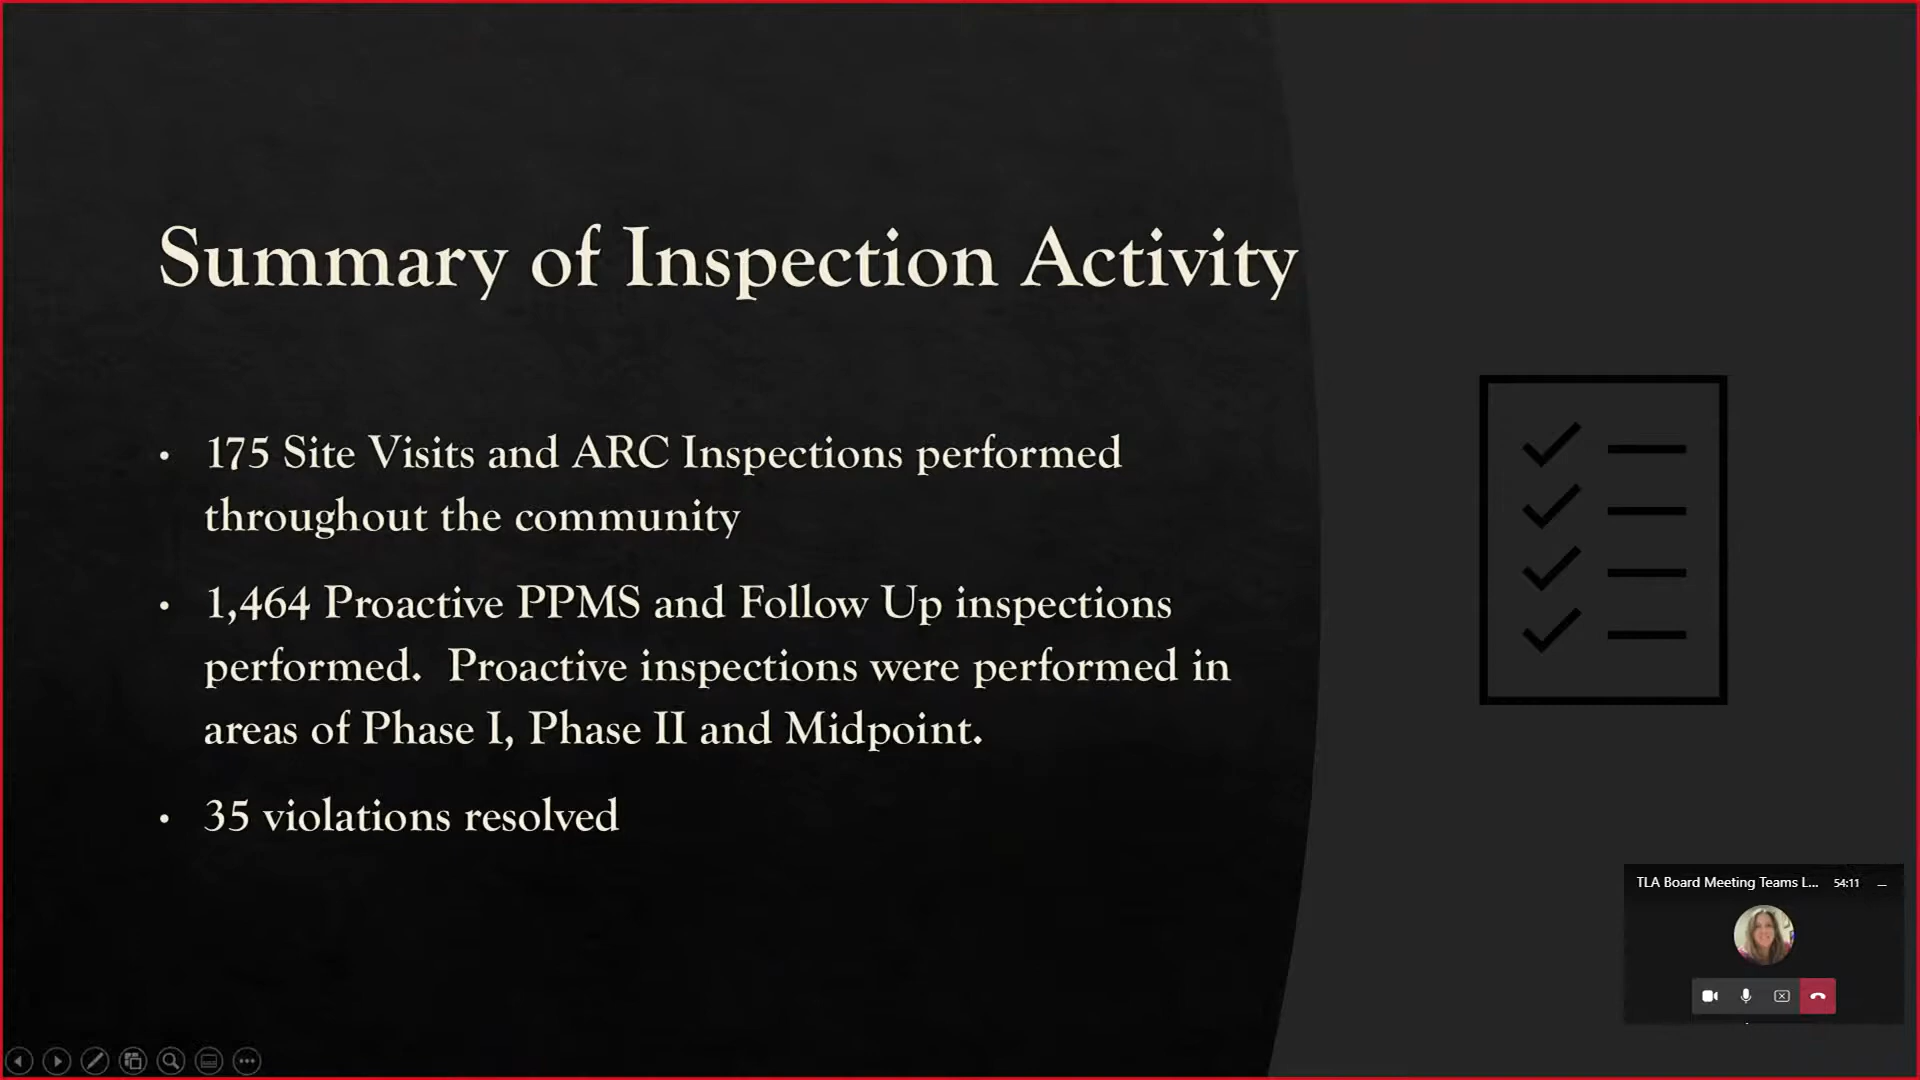 Summary of Inspection Activity
• 175 Site Visits and ARC Inspections performed
throughout the community
• 1,464 Proactive PPMS and Follow Up inspections
performed.  Proactive inspections were performed in
areas of Phase I, Phase II and Midpoint.
• 35 violations resolved
TLA Board Meeting Teams L... 54:11